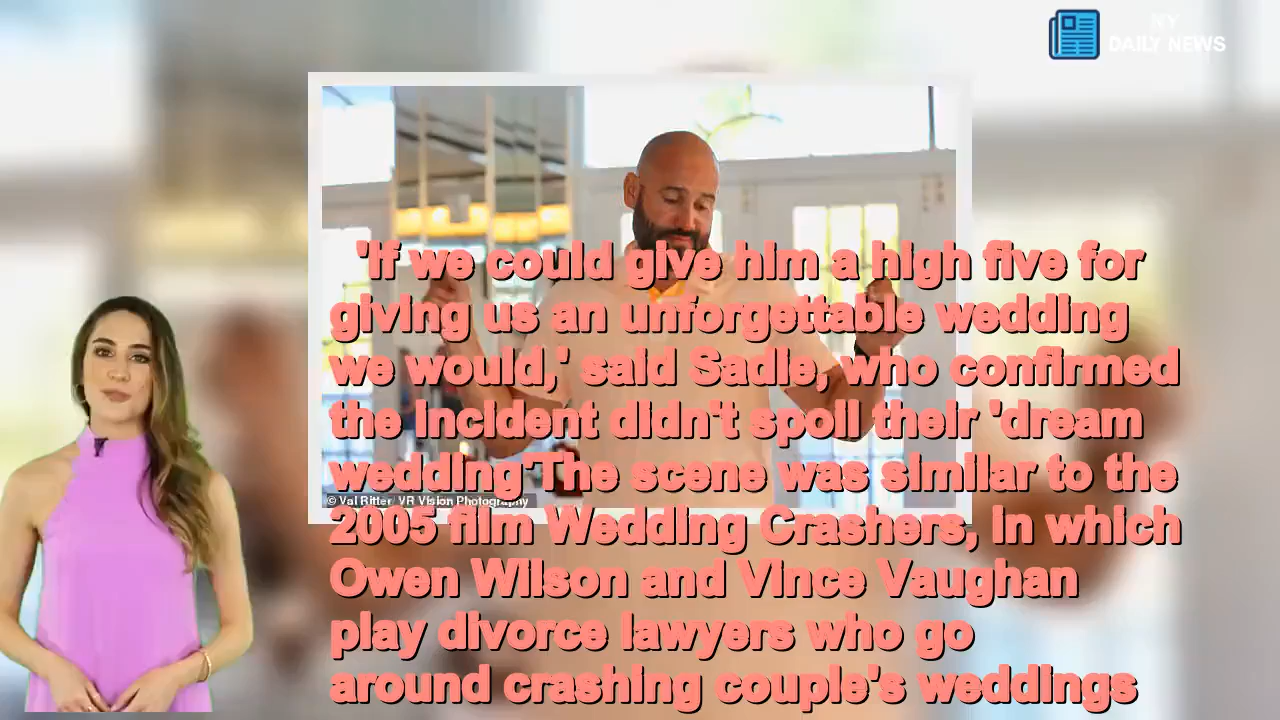 NY
DAILY NEWS
'If we could give him a high five for
giving us an unforgettable wedding
we would,' said Sadie, who confirmed
the incident didn't spoil their 'dream
wedding'The scene was similar to the
© Val Ritter/ VR Vision Photography
2005 film Wedding Crashers, in which
Owen Wilson and Vince Vaughan
play divorce lawyers who go
around crashing couple's weddings